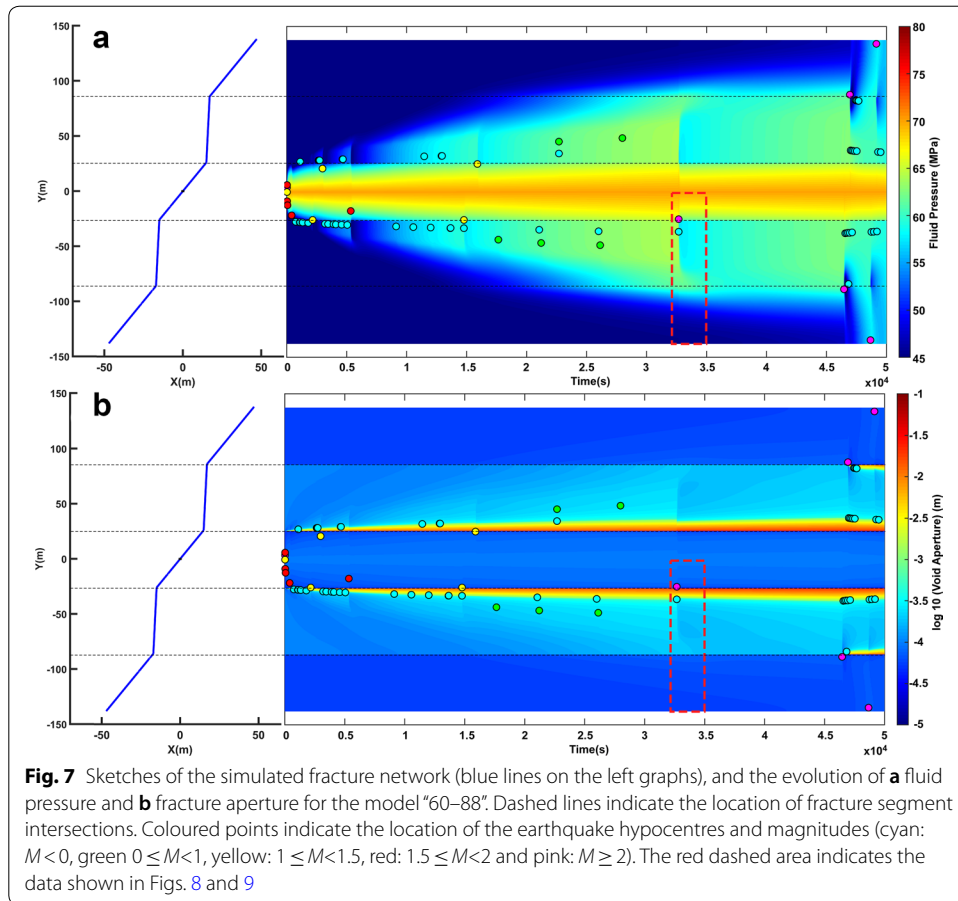 a
150
100
50
0
-50
-100
-150
Y(m)
-50 0 50
X(m)
0 0.5 1 1.5 2 2.5 3 3.5 4 4.5 5
x10⁴
Time(s)
80
75
70
65
60
55
50
45
Fluid Pressure (MPa)
b
150
100
50
0
-50
-100
-150
Y(m)
-50 0 50
X(m)
0 0.5 1 1.5 2 2.5 3 3.5 4 4.5 5
x10⁴
Time(s)
-1
-1.5
-2
-2.5
-3
-3.5
-4
-4.5
-5
log 10 (Void Aperture) (m)
Fig. 7 Sketches of the simulated fracture network (blue lines on the left graphs), and the evolution of a fluid
pressure and b fracture aperture for the model “60–88”. Dashed lines indicate the location of fracture segment
intersections. Coloured points indicate the location of the earthquake hypocentres and magnitudes (cyan:
M < 0, green 0 ≤ M<1, yellow: 1 ≤ M<1.5, red: 1.5 ≤ M<2 and pink: M ≥ 2). The red dashed area indicates the
data shown in Figs. 8 and 9